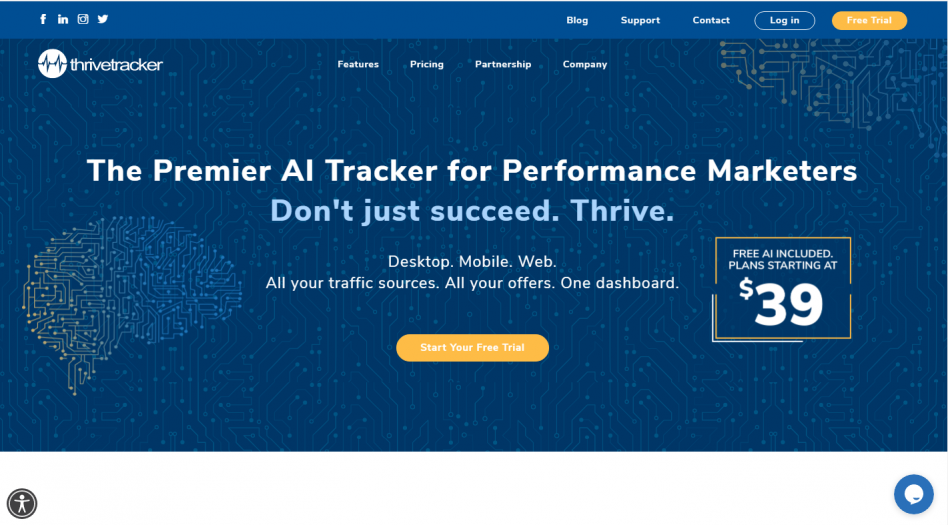 Blog Support Contact Log in Free Trial
thrivetracker
Features Pricing Partnership Company
The Premier AI Tracker for Performance Marketers
Don't just succeed. Thrive.
Desktop. Mobile. Web.
All your traffic sources. All your offers. One dashboard.
Start Your Free Trial
FREE AI INCLUDED.
PLANS STARTING AT
$39